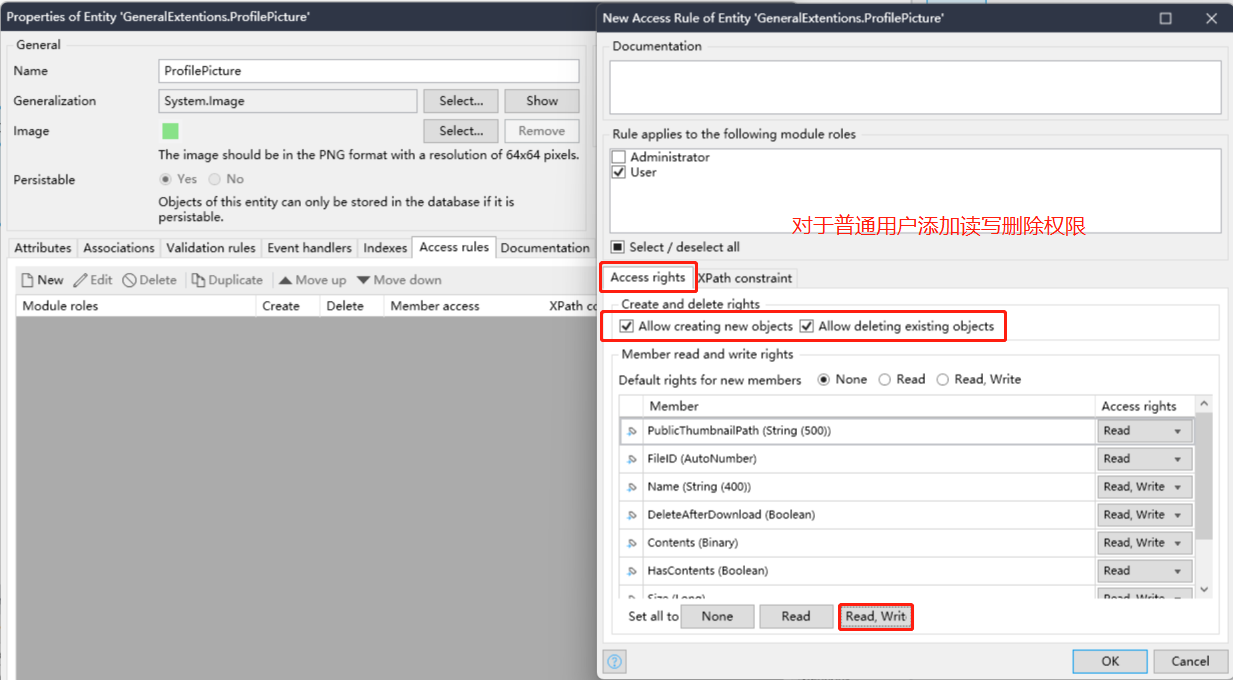 Properties of Entity 'GeneralExtentions.ProfilePicture'
General
Name
ProfilePicture
Generalization
System.Image
Select...
Show
Image
Select...
Remove
The image should be in the PNG format with a resolution of 64x64 pixels.
Persistable
Yes
No
Objects of this entity can only be stored in the database if it is
persistable.
Attributes
Associations
Validation rules
Event handlers
Indexes
Access rules
Documentation
New
Edit
Delete
Duplicate
Move up
Move down
Module roles
Create
Delete
Member access
XPath co
New Access Rule of Entity 'GeneralExtentions.ProfilePicture'
Documentation
Rule applies to the following module roles
Administrator
User
对于普通用户添加读写删除权限
Select / deselect all
Access rights
XPath constraint
Create and delete rights
Allow creating new objects
Allow deleting existing objects
Member read and write rights
Default rights for new members
None
Read
Read, Write
Member
Access rights
PublicThumbnailPath (String (500))
Read
FileID (AutoNumber)
Read
Name (String (400))
Read, Write
DeleteAfterDownload (Boolean)
Read, Write
Contents (Binary)
Read, Write
HasContents (Boolean)
Read
Size (Long)
Read, Write
Set all to
None
Read
Read, Writ
?
OK
Cancel